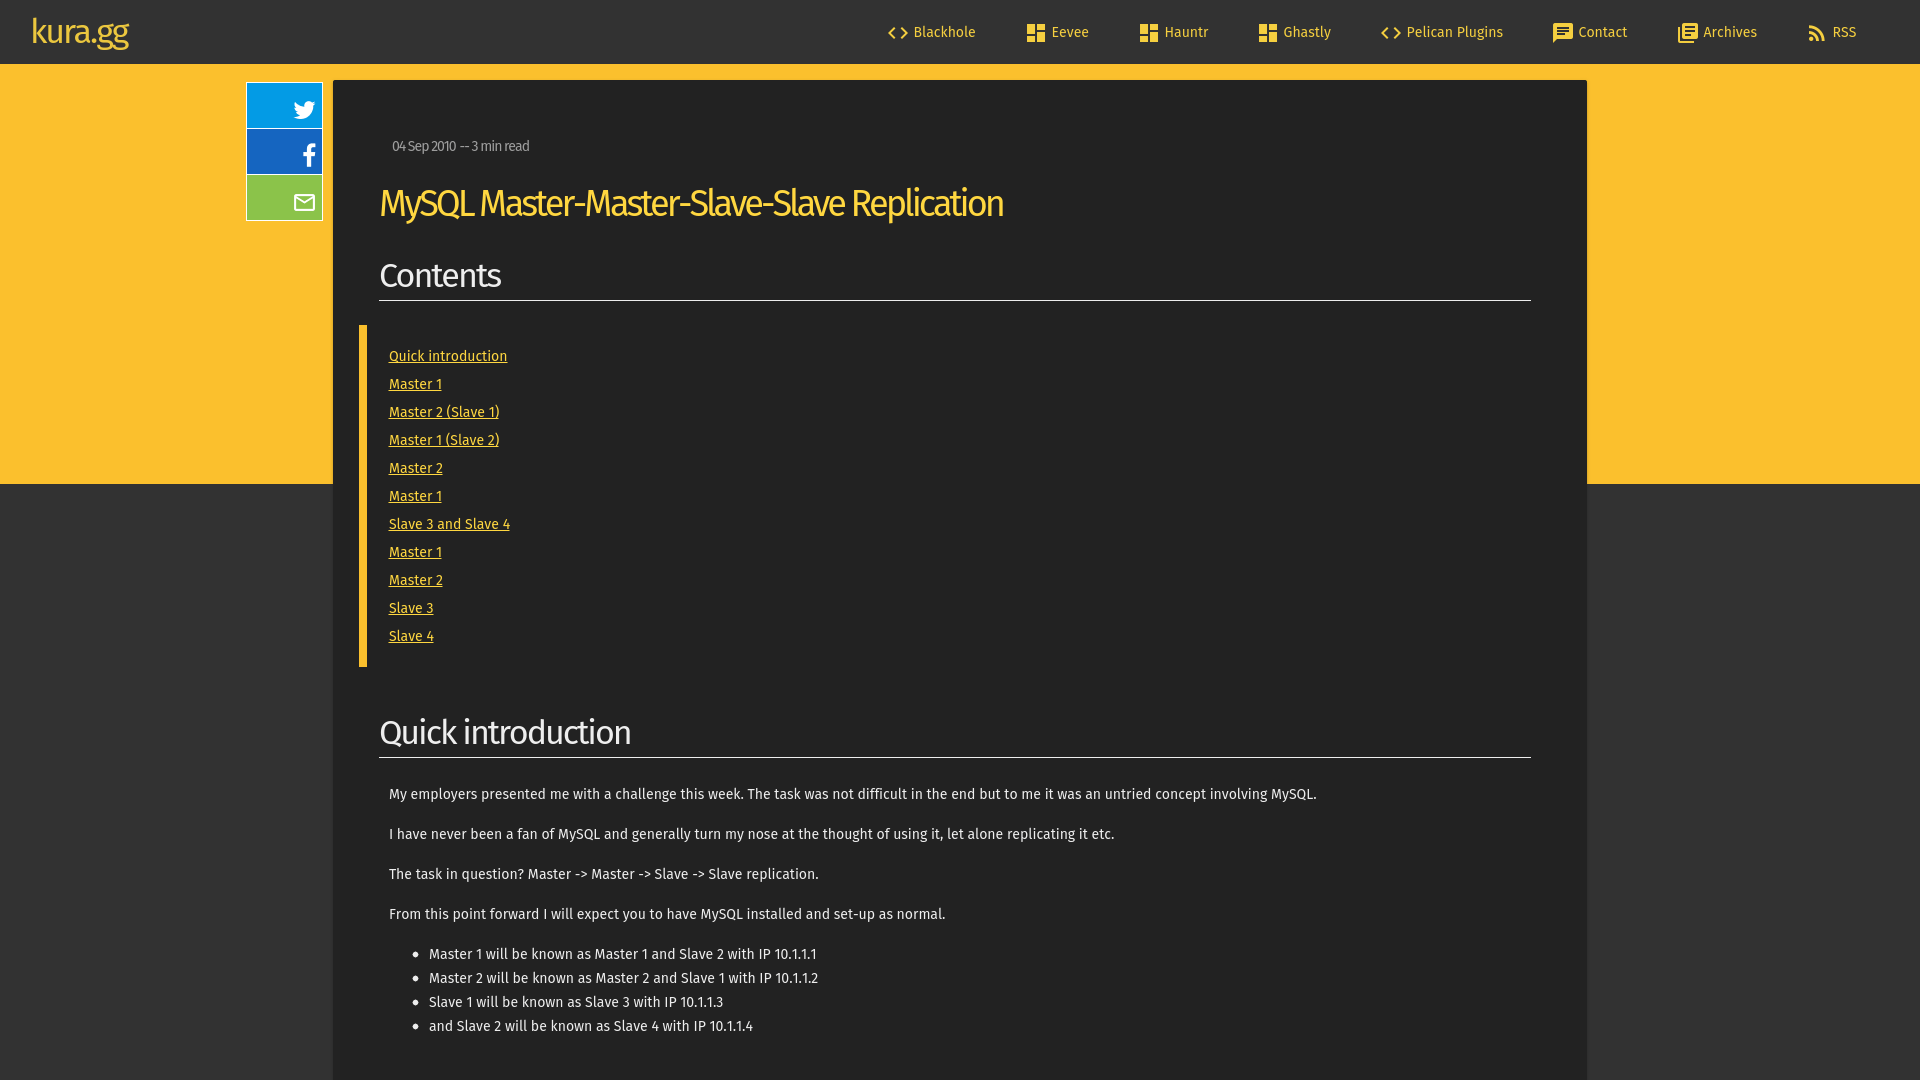 kura.gg
Blackhole
Eevee
Hauntr
Ghastly
Pelican Plugins
Contact
Archives
RSS
04 Sep 2010 -- 3 min read
MySQL Master-Master-Slave-Slave Replication
Contents
Quick introduction
Master 1
Master 2 (Slave 1)
Master 1 (Slave 2)
Master 2
Master 1
Slave 3 and Slave 4
Master 1
Master 2
Slave 3
Slave 4
Quick introduction
My employers presented me with a challenge this week. The task was not difficult in the end but to me it was an untried concept involving MySQL.
I have never been a fan of MySQL and generally turn my nose at the thought of using it, let alone replicating it etc.
The task in question? Master -> Master -> Slave -> Slave replication.
From this point forward I will expect you to have MySQL installed and set-up as normal.
Master 1 will be known as Master 1 and Slave 2 with IP 10.1.1.1
Master 2 will be known as Master 2 and Slave 1 with IP 10.1.1.2
Slave 1 will be known as Slave 3 with IP 10.1.1.3
and Slave 2 will be known as Slave 4 with IP 10.1.1.4